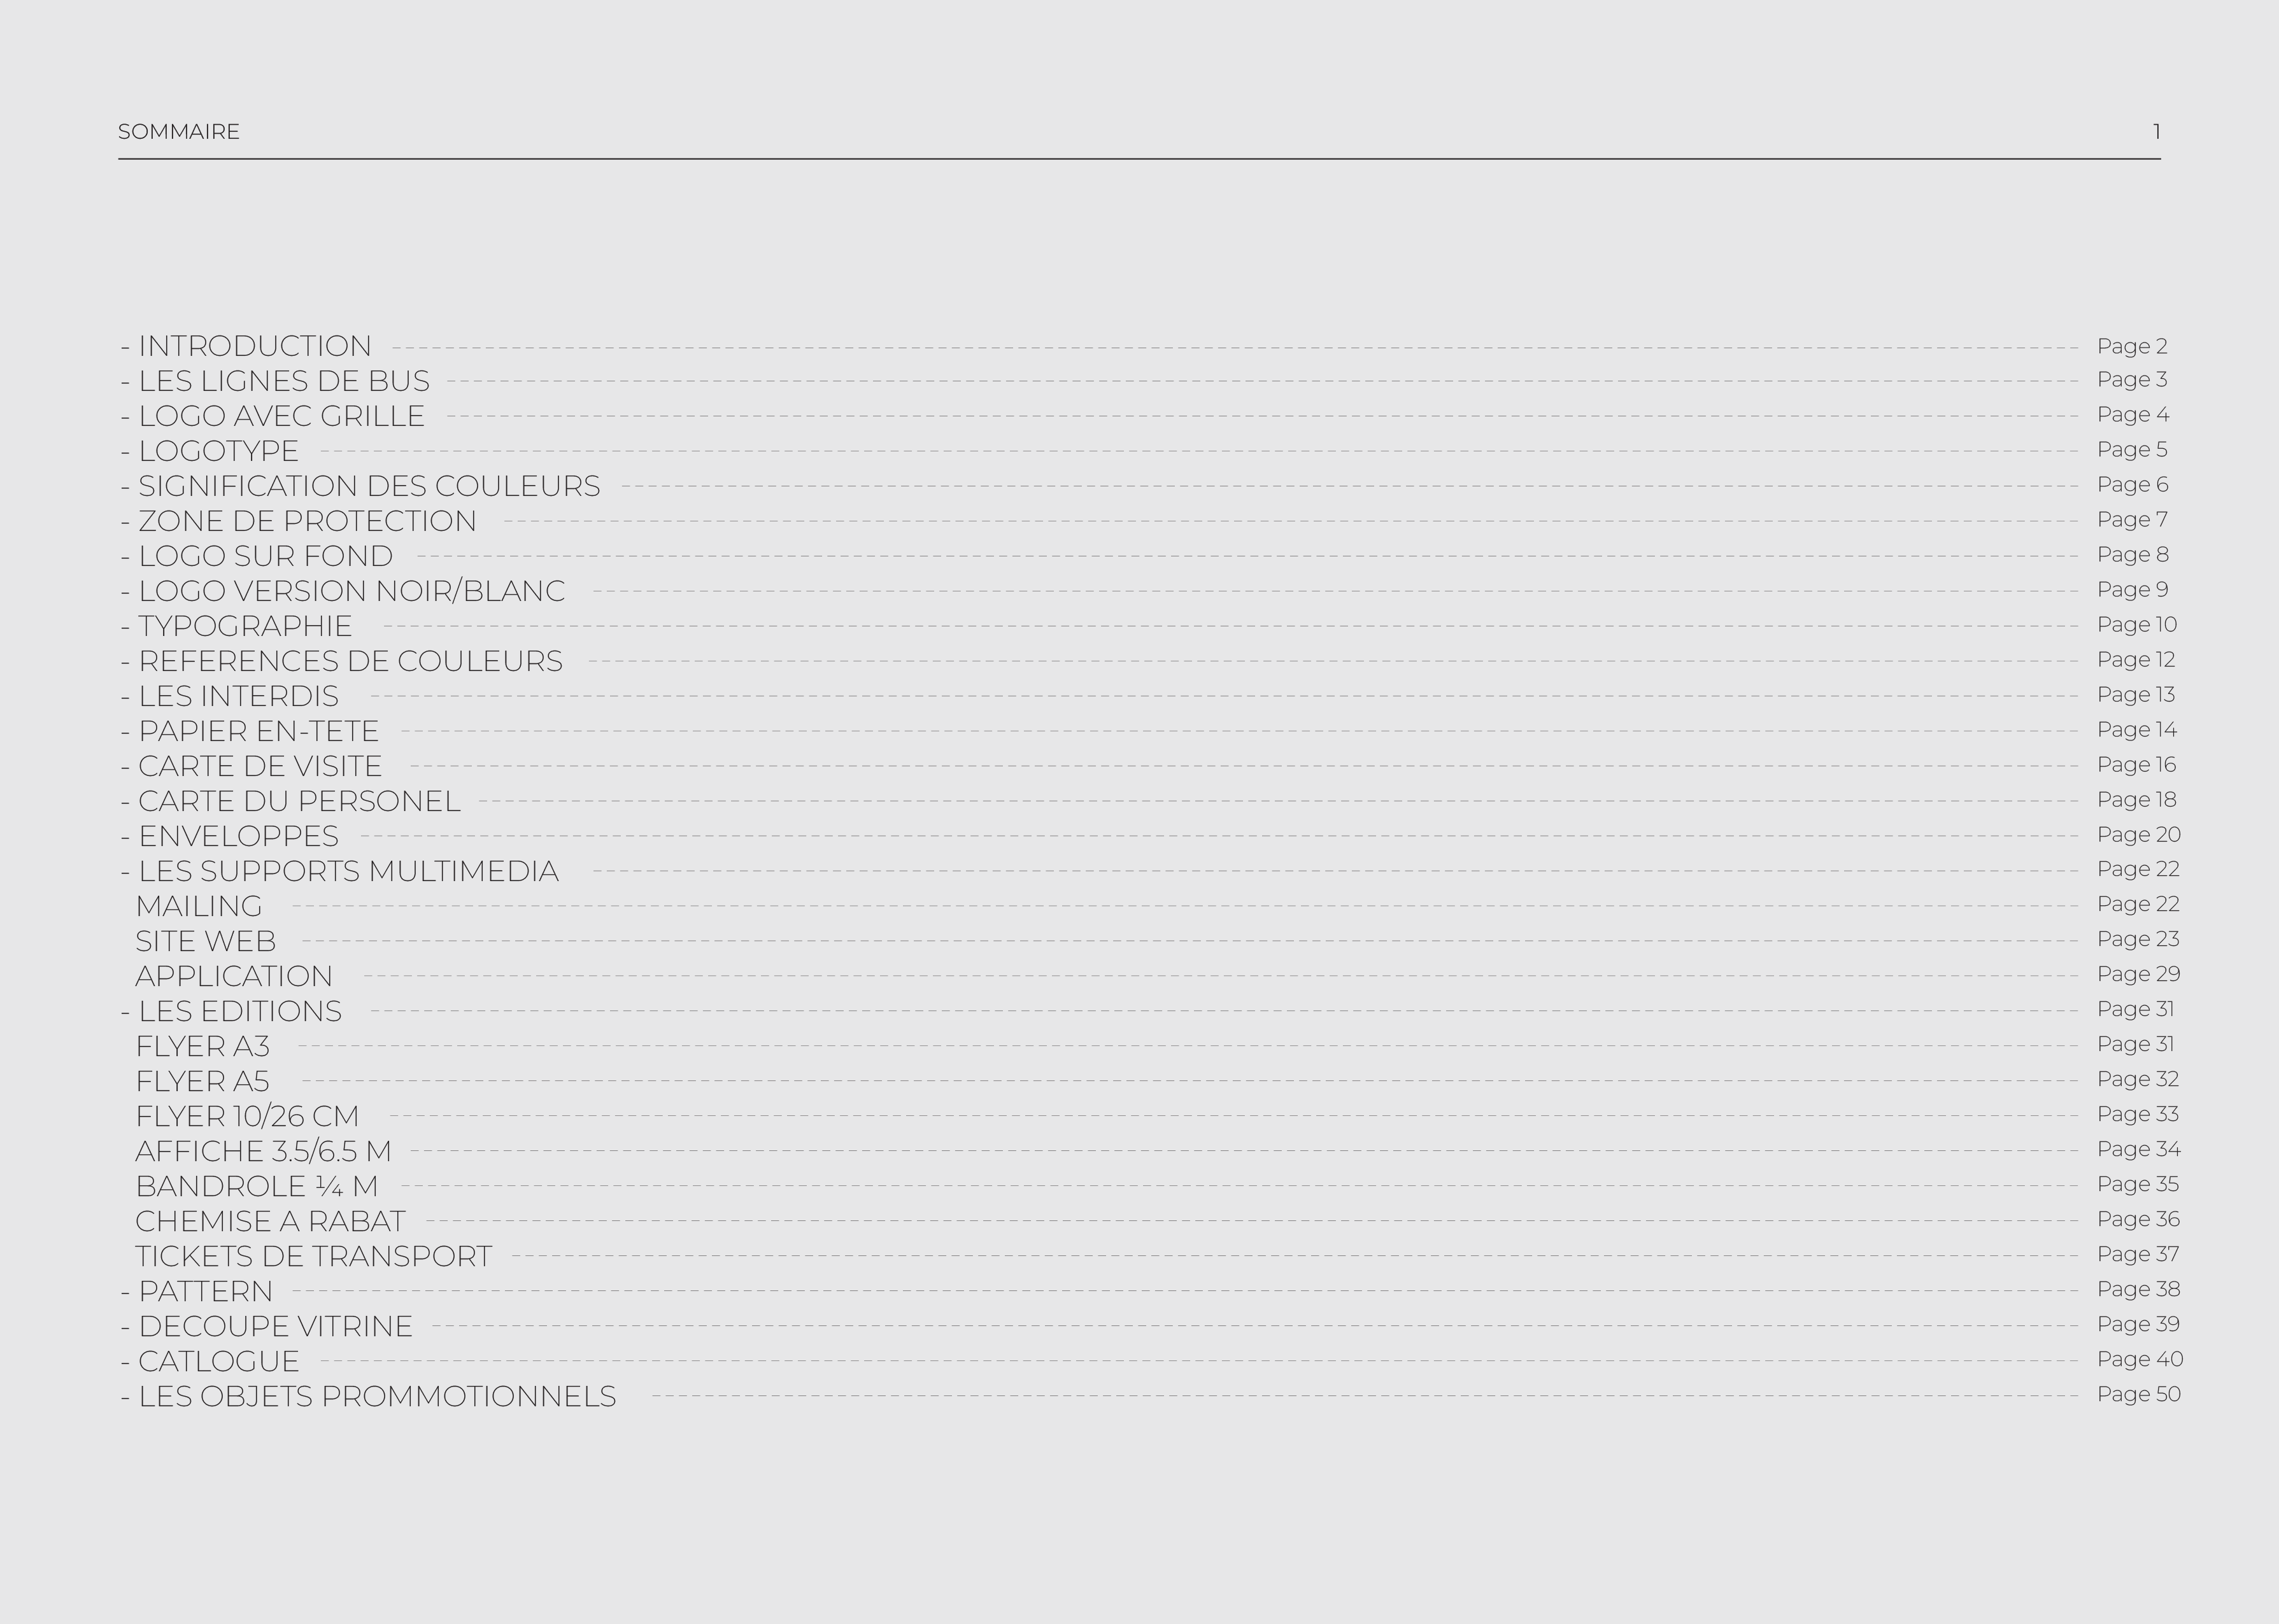 SOMMAIRE 1
- INTRODUCTION Page 2
- LES LIGNES DE BUS Page 3
- LOGO AVEC GRILLE Page 4
- LOGOTYPE Page 5
- SIGNIFICATION DES COULEURS Page 6
- ZONE DE PROTECTION Page 7
- LOGO SUR FOND Page 8
- LOGO VERSION NOIR/BLANC Page 9
- TYPOGRAPHIE Page 10
- REFERENCES DE COULEURS Page 12
- LES INTERDIS Page 13
- PAPIER EN-TETE Page 14
- CARTE DE VISITE Page 16
- CARTE DU PERSONEL Page 18
- ENVELOPPES Page 20
- LES SUPPORTS MULTIMEDIA Page 22
MAILING Page 22
SITE WEB Page 23
APPLICATION Page 29
- LES EDITIONS Page 31
FLYER A3 Page 31
FLYER A5 Page 32
FLYER 10/26 CM Page 33
AFFICHE 3.5/6.5 M Page 34
BANDROLE ¼ M Page 35
CHEMISE A RABAT Page 36
TICKETS DE TRANSPORT Page 37
- PATTERN Page 38
- DECOUPE VITRINE Page 39
- CATLOGUE Page 40
- LES OBJETS PROMMOTIONNELS Page 50